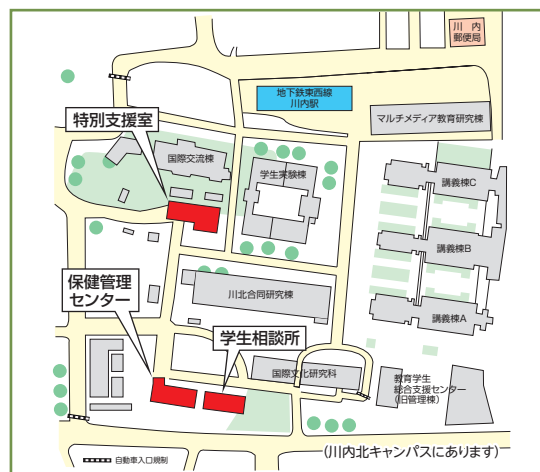 川　内
郵便局
地下鉄東西線
川内駅
マルチメディア教育研究棟
特別支援室
国際交流棟
学生実験棟
講義棟C
講義棟B
保健管理
センター
川北合同研究棟
講義棟A
学生相談所
国際文化研究科
教育学生
総合支援センター
(旧管理棟)
(川内北キャンパスにあります)
自動車入口規制